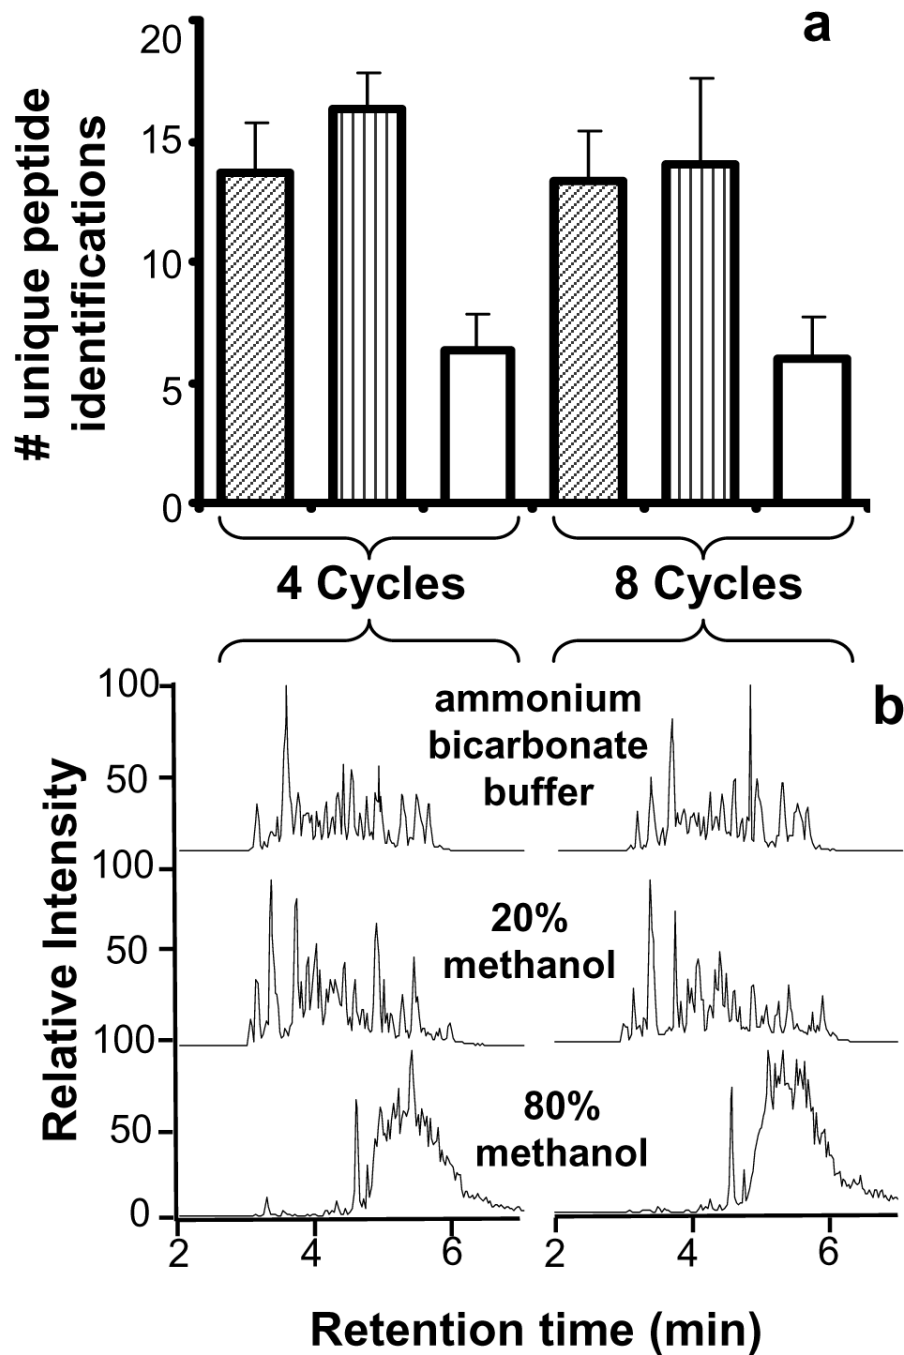 a
# unique peptide
identifications
20
15
10
5
0
4 Cycles
8 Cycles
b
Relative Intensity
100
50
100
50
100
50
0
ammonium
bicarbonate
buffer
20%
methanol
80%
methanol
2
4
6
2
4
6
Retention time (min)